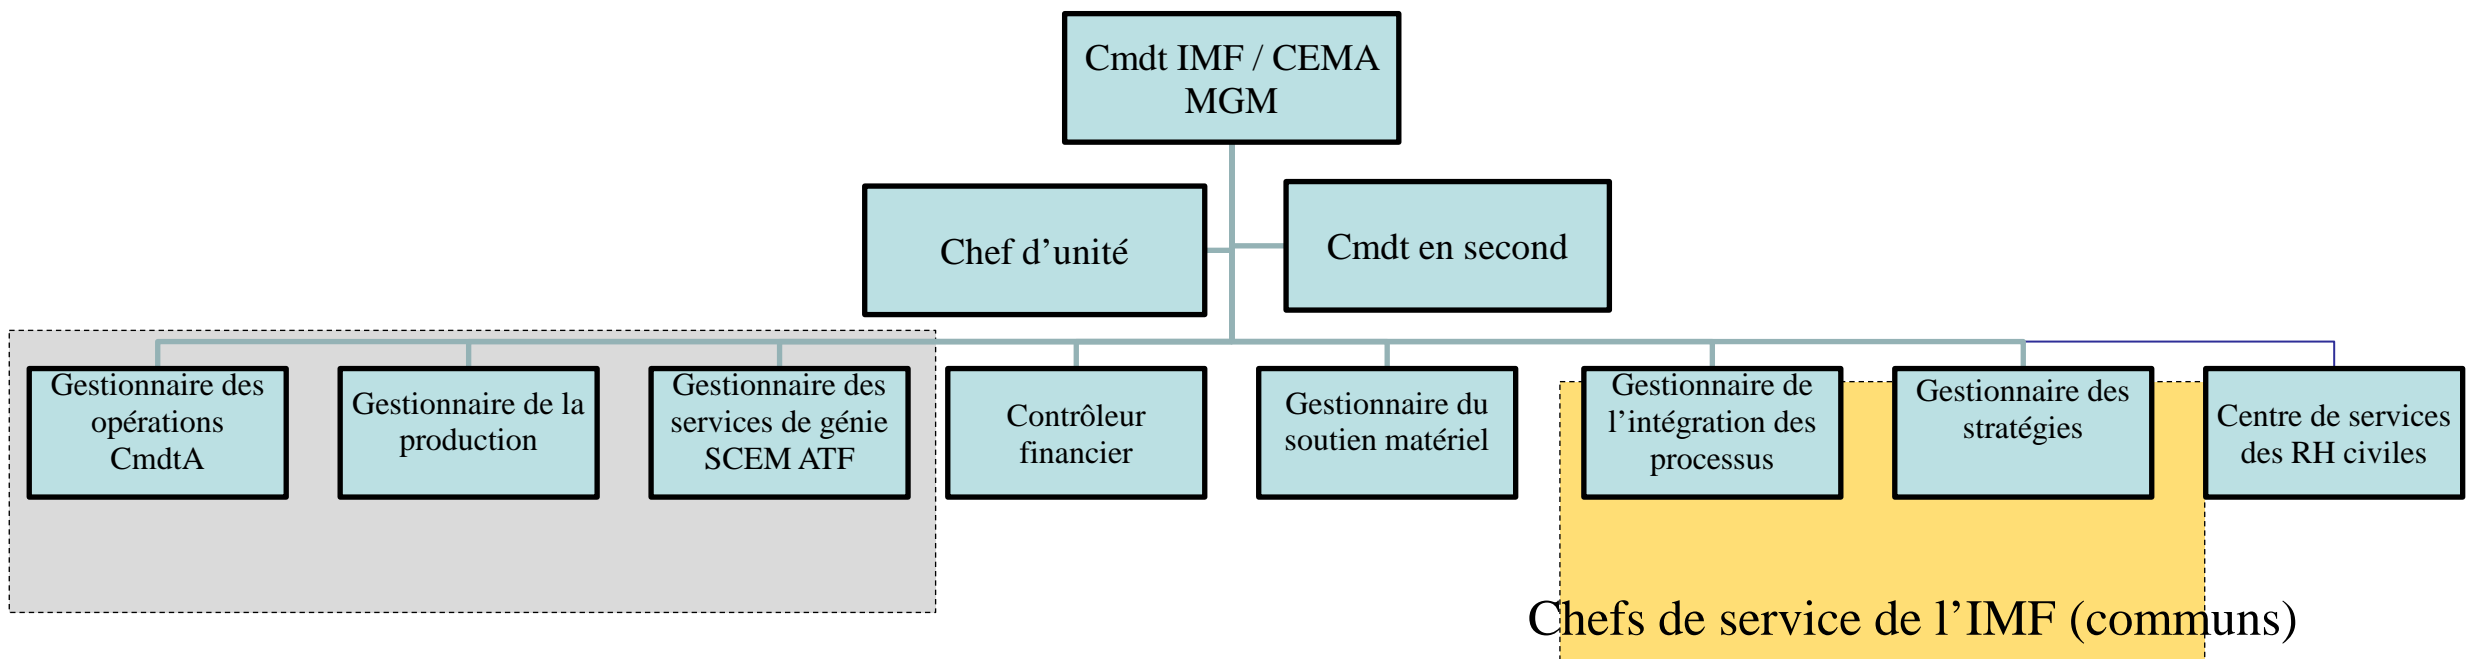 Cmdt IMF / CEMA
MGM
Chef d’unité
Cmdt en second
Gestionnaire des
opérations
CmdtA
Gestionnaire de la
production
Gestionnaire des
services de génie
SCEM ATF
Contrôleur
financier
Gestionnaire du
soutien matériel
Gestionnaire de
l’intégration des
processus
Gestionnaire des
stratégies
Centre de services
des RH civiles
Chefs de service de l’IMF (communs)